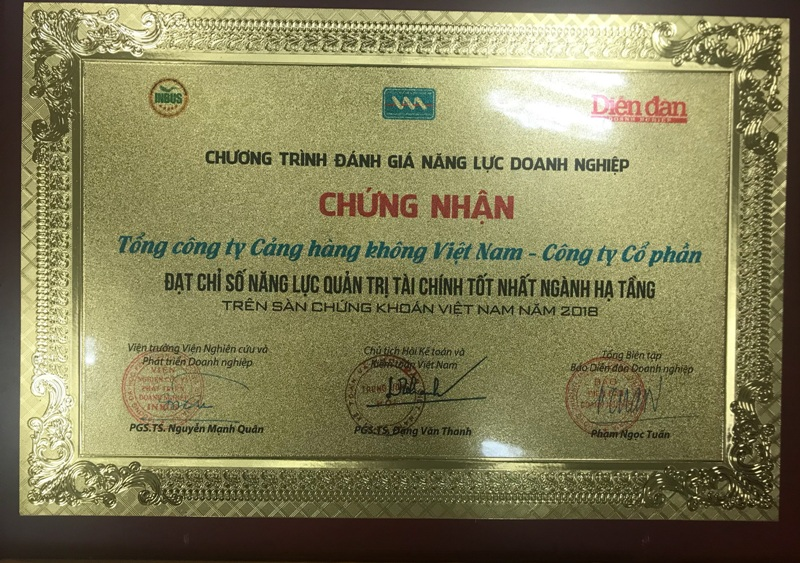 INBUS
VAA
Diễn đàn
DOANH NGHIỆP
CHƯƠNG TRÌNH ĐÁNH GIÁ NĂNG LỰC DOANH NGHIỆP
CHỨNG NHẬN
Tổng công ty Cảng hàng không Việt Nam - Công ty Cổ phần
ĐẠT CHỈ SỐ NĂNG LỰC QUẢN TRỊ TÀI CHÍNH TỐT NHẤT NGÀNH HẠ TẦNG
TRÊN SÀN CHỨNG KHOÁN VIỆT NAM NĂM 2018
Viện trưởng Viện Nghiên cứu và
Phát triển Doanh nghiệp
PGS.TS. Nguyễn Mạnh Quân
Chủ tịch Hội Kế toán và
Kiểm toán Việt Nam
PGS.TS. Đặng Văn Thanh
Tổng Biên tập
Báo Diễn đàn Doanh nghiệp
Phạm Ngọc Tuấn